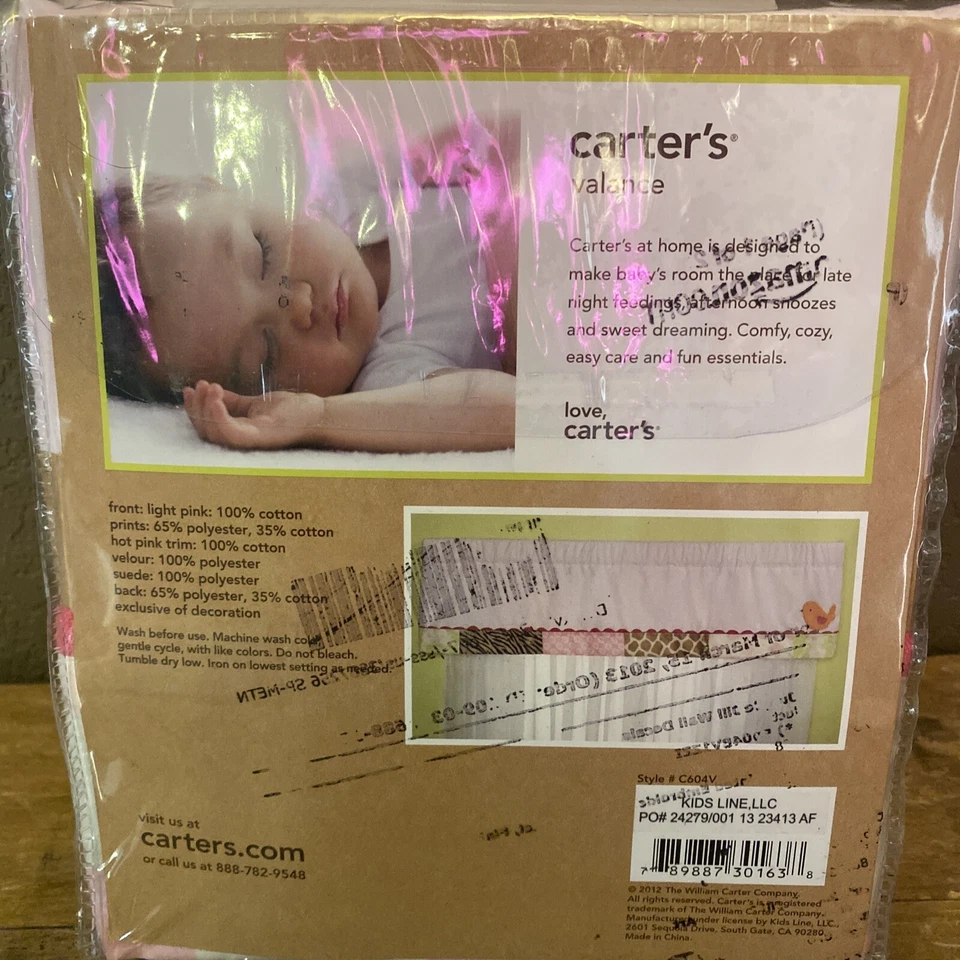 carter's®
valance
Carter's at home is designed to
make baby's room the place for late
night feedings, afternoon snoozes
and sweet dreaming. Comfy, cozy,
easy care and fun essentials.
love,
carter's®
front: light pink: 100% cotton
prints: 65% polyester, 35% cotton
hot pink trim: 100% cotton
velour: 100% polyester
suede: 100% polyester
back: 65% polyester, 35% cotton
exclusive of decoration
Wash before use. Machine wash cold,
gentle cycle, with like colors. Do not bleach.
Tumble dry low. Iron on lowest setting as needed.
visit us at
carters.com
or call us at 888-782-9548
Style # C604V
KIDS LINE,LLC
PO# 24279/001 13 23413 AF
7 89887 30163 8
© 2012 The William Carter Company.
All rights reserved. Carter's is a registered
trademark of The William Carter Company.
Manufactured under license by Kids Line, LLC.,
2601 Sequoia Drive, South Gate, CA 90280.
Made in China.